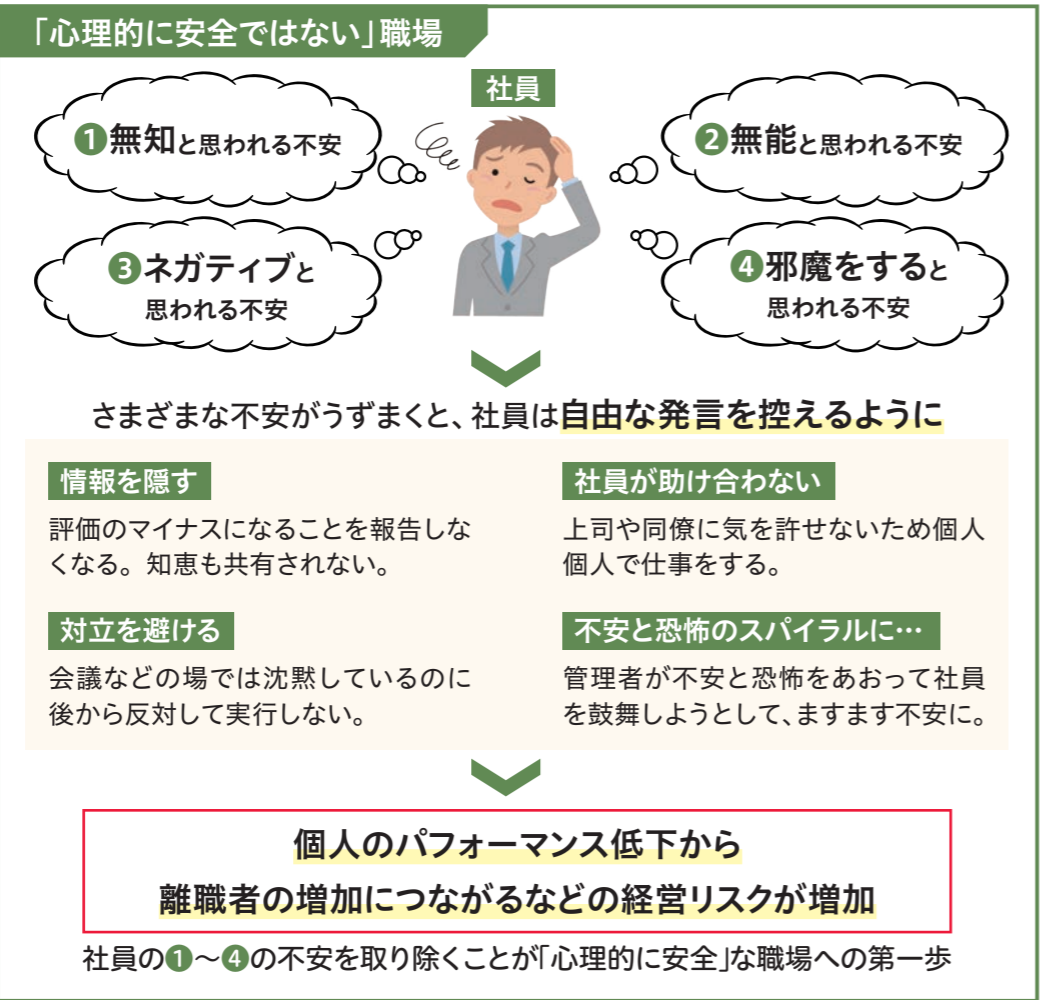 「心理的に安全ではない」職場
社員
❶無知と思われる不安
❷無能と思われる不安
❸ネガティブと
思われる不安
❹邪魔をすると
思われる不安
さまざまな不安がうずまくと、社員は自由な発言を控えるように
情報を隠す
評価のマイナスになることを報告しな
くなる。知恵も共有されない。
社員が助け合わない
上司や同僚に気を許せないため個人
個人で仕事をする。
対立を避ける
会議などの場では沈黙しているのに
後から反対して実行しない。
不安と恐怖のスパイラルに…
管理者が不安と恐怖をあおって社員
を鼓舞しようとして、ますます不安に。
個人のパフォーマンス低下から
離職者の増加につながるなどの経営リスクが増加
社員の❶〜❹の不安を取り除くことが「心理的に安全」な職場への第一歩